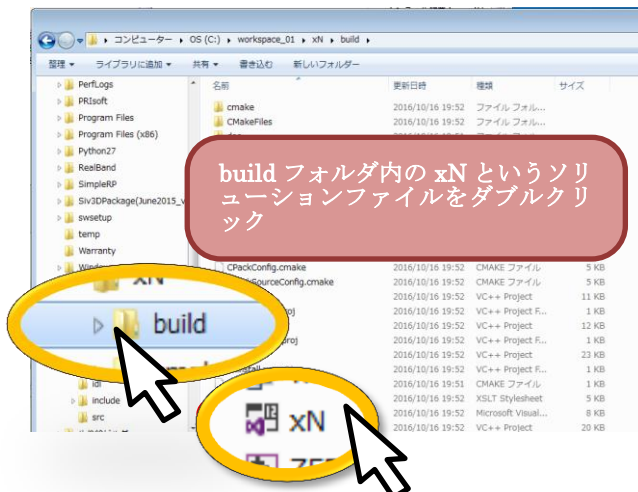 コンピューター ▸ OS (C:) ▸ workspace_01 ▸ xN ▸ build ▸
整理 ▼ ライブラリに追加 ▼ 共有 ▼ 書き込む 新しいフォルダー
PerfLogs
PRIsoft
Program Files
Program Files (x86)
Python27
RealBand
SimpleRP
Siv3DPackage(June2015_v
swsetup
temp
Warranty
xN
build
idl
include
src
名前 更新日時 種類 サイズ
cmake 2016/10/16 19:52 ファイル フォル...
CMakeFiles 2016/10/16 19:52 ファイル フォル...
build フォルダ内の xN というソリ
ューションファイルをダブルクリ
ック
CPackConfig.cmake 2016/10/16 19:52 CMAKE ファイル 5 KB
SourceConfig.cmake 2016/10/16 19:52 CMAKE ファイル 5 KB
2016/10/16 19:52 VC++ Project 11 KB
2016/10/16 19:52 VC++ Project F... 1 KB
2016/10/16 19:52 VC++ Project 12 KB
2016/10/16 19:52 VC++ Project F... 1 KB
2016/10/16 19:52 VC++ Project 23 KB
2016/10/16 19:52 VC++ Project F... 1 KB
2016/10/16 19:51 CMAKE ファイル 1 KB
2016/10/16 19:52 XSLT Stylesheet 5 KB
2016/10/16 19:52 Microsoft Visual... 8 KB
2016/10/16 19:52 VC++ Project 20 KB
xN